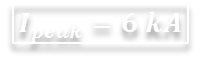 I_peak = 6 kA